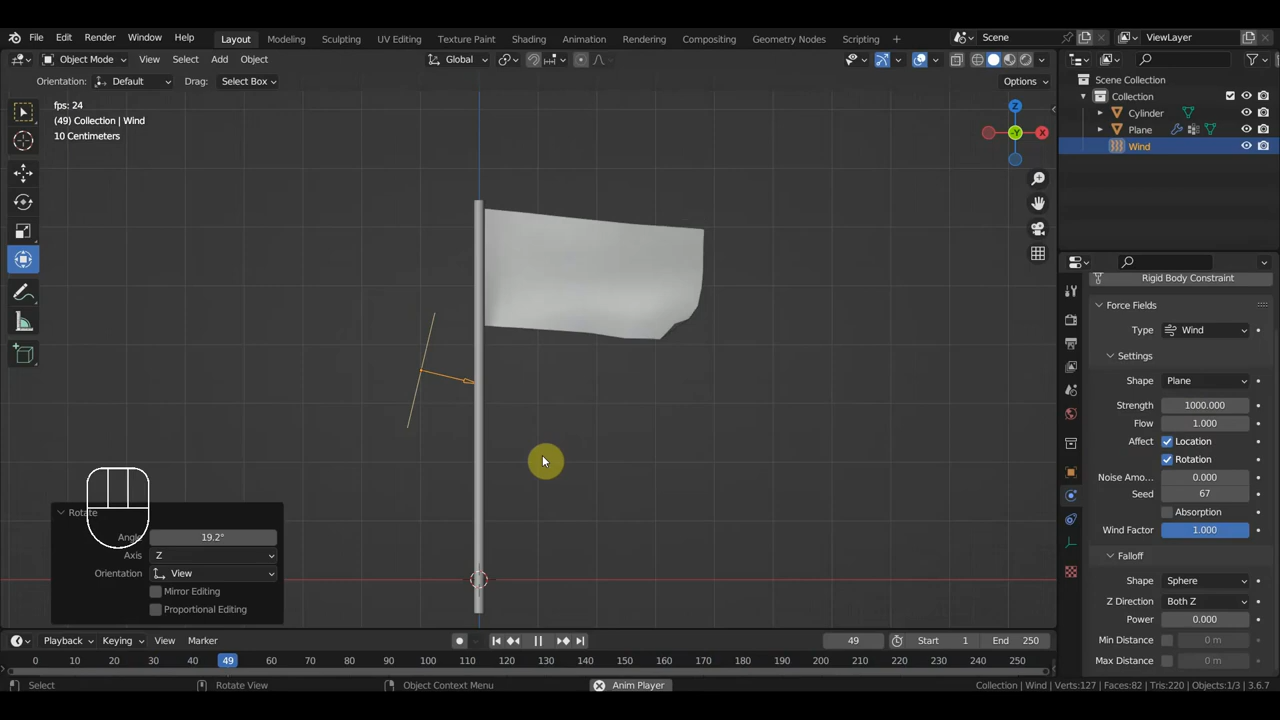 File Edit Render Window Help Layout Modeling Sculpting UV Editing Texture Paint Shading Animation Rendering Compositing Geometry Nodes Scripting + Scene ViewLayer
Object Mode View Select Add Object Global Options
Orientation: Default Drag: Select Box
fps: 24
(49) Collection | Wind
10 Centimeters
Z
X
-Y
Scene Collection
Collection
Cylinder
Plane
Wind
Rigid Body Constraint
Force Fields
Type Wind
Settings
Shape Plane
Strength 1000.000
Flow 1.000
Affect Location
Rotation
Noise Amo... 0.000
Seed 67
Absorption
Wind Factor 1.000
Falloff
Shape Sphere
Z Direction Both Z
Power 0.000
Min Distance 0 m
Max Distance 0 m
Rotate
Angle 19.2°
Axis Z
Orientation View
Mirror Editing
Proportional Editing
Playback Keying View Marker 49 Start 1 End 250
0 10 20 30 40 49 60 70 80 90 100 110 120 130 140 150 160 170 180 190 200 210 220 230 240 250
Select Rotate View Object Context Menu Anim Player Collection | Wind | Verts:127 | Faces:82 | Tris:220 | Objects:1/3 | 3.6.7